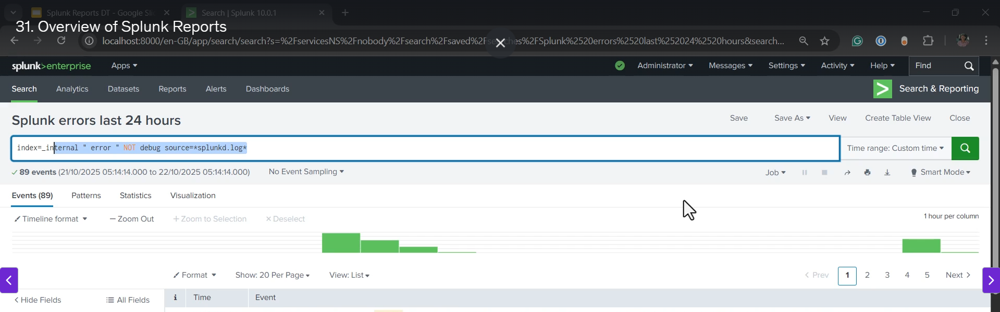 Splunk Reports DT - Google Sli
Search | Splunk 10.0.1
31. Overview of Splunk Reports
localhost:8000/en-GB/app/search/search?s=%2FservicesNS%2Fnobody%2Fsearch%2Fsaved%2Fsearches%2FSplunk%2520errors%2520last%252024%2520hours&search...
splunk>enterprise Apps Administrator Messages Settings Activity Help Find
Search Analytics Datasets Reports Alerts Dashboards Search & Reporting
Splunk errors last 24 hours Save Save As View Create Table View Close
index=_internal " error " NOT debug source=*splunkd.log* Time range: Custom time
89 events (21/10/2025 05:14:14.000 to 22/10/2025 05:14:14.000) No Event Sampling Job Smart Mode
Events (89) Patterns Statistics Visualization
Timeline format Zoom Out + Zoom to Selection × Deselect 1 hour per column
Format Show: 20 Per Page View: List < Prev 1 2 3 4 5 Next >
< Hide Fields All Fields i Time Event